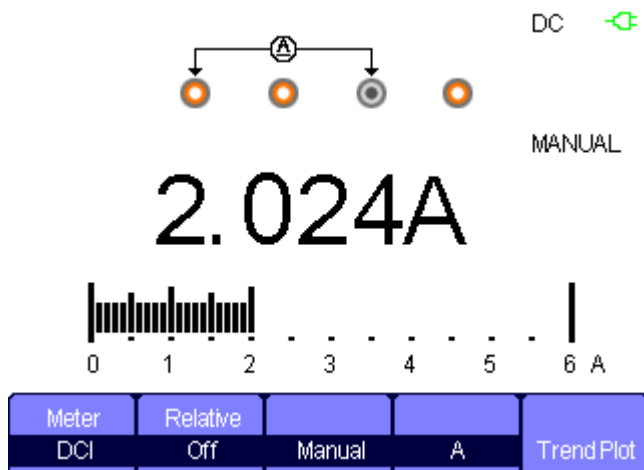 DC
A
MANUAL
2.024A
0 1 2 3 4 5 6 A
Meter Relative
DCI Off Manual A Trend Plot